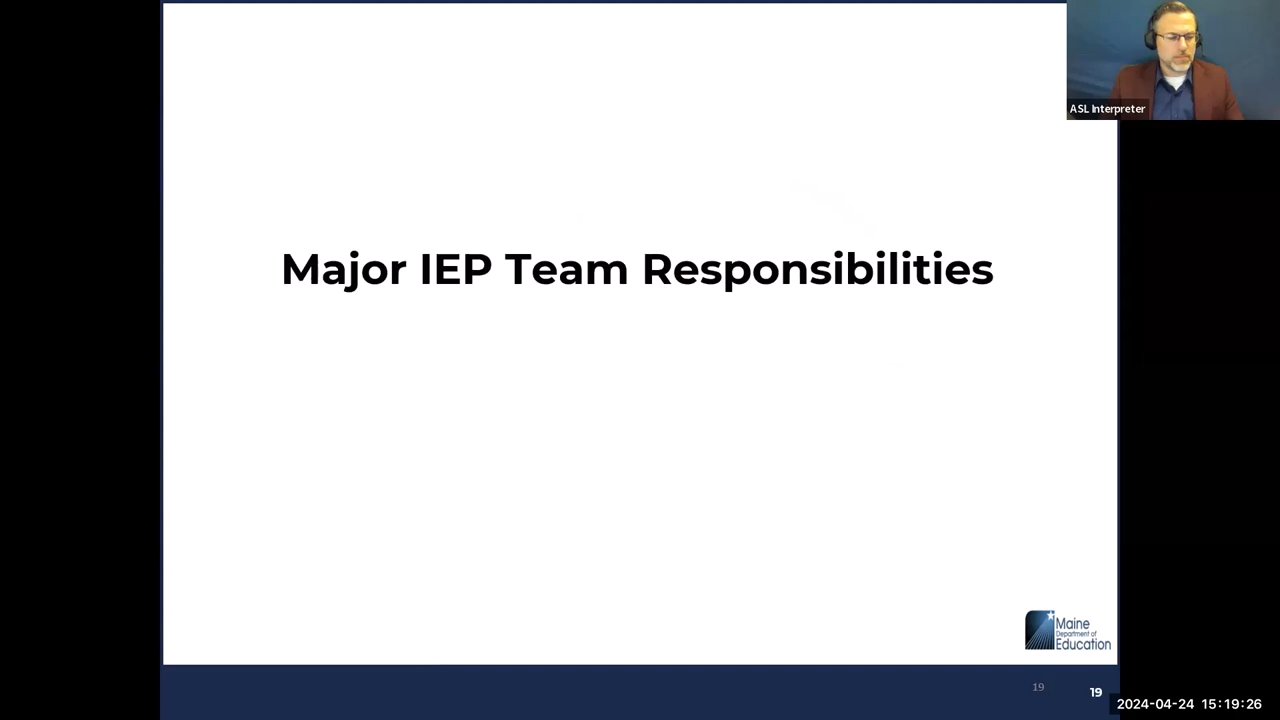 ASL Interpreter
Major IEP Team Responsibilities
Maine
Department of
Education
19
19
2024-04-24 15:19:26